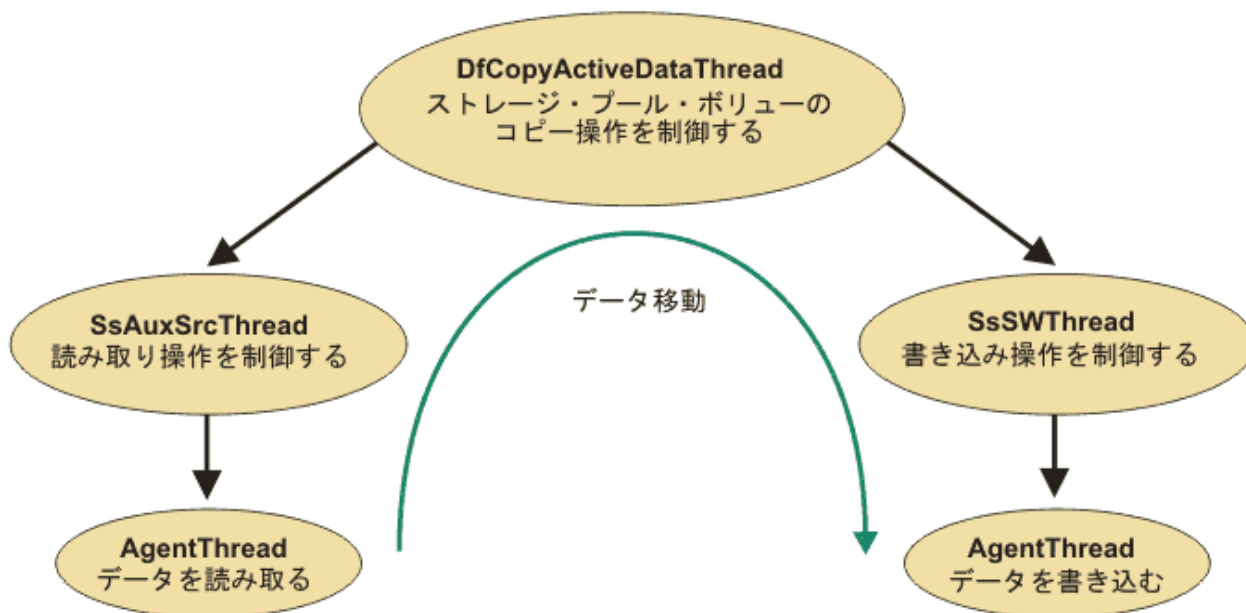 DfCopyActiveDataThread
ストレージ・プール・ボリューの
コピー操作を制御する
データ移動
SsAuxSrcThread
読み取り操作を制御する
SsSWThread
書き込み操作を制御する
AgentThread
データを読み取る
AgentThread
データを書き込む